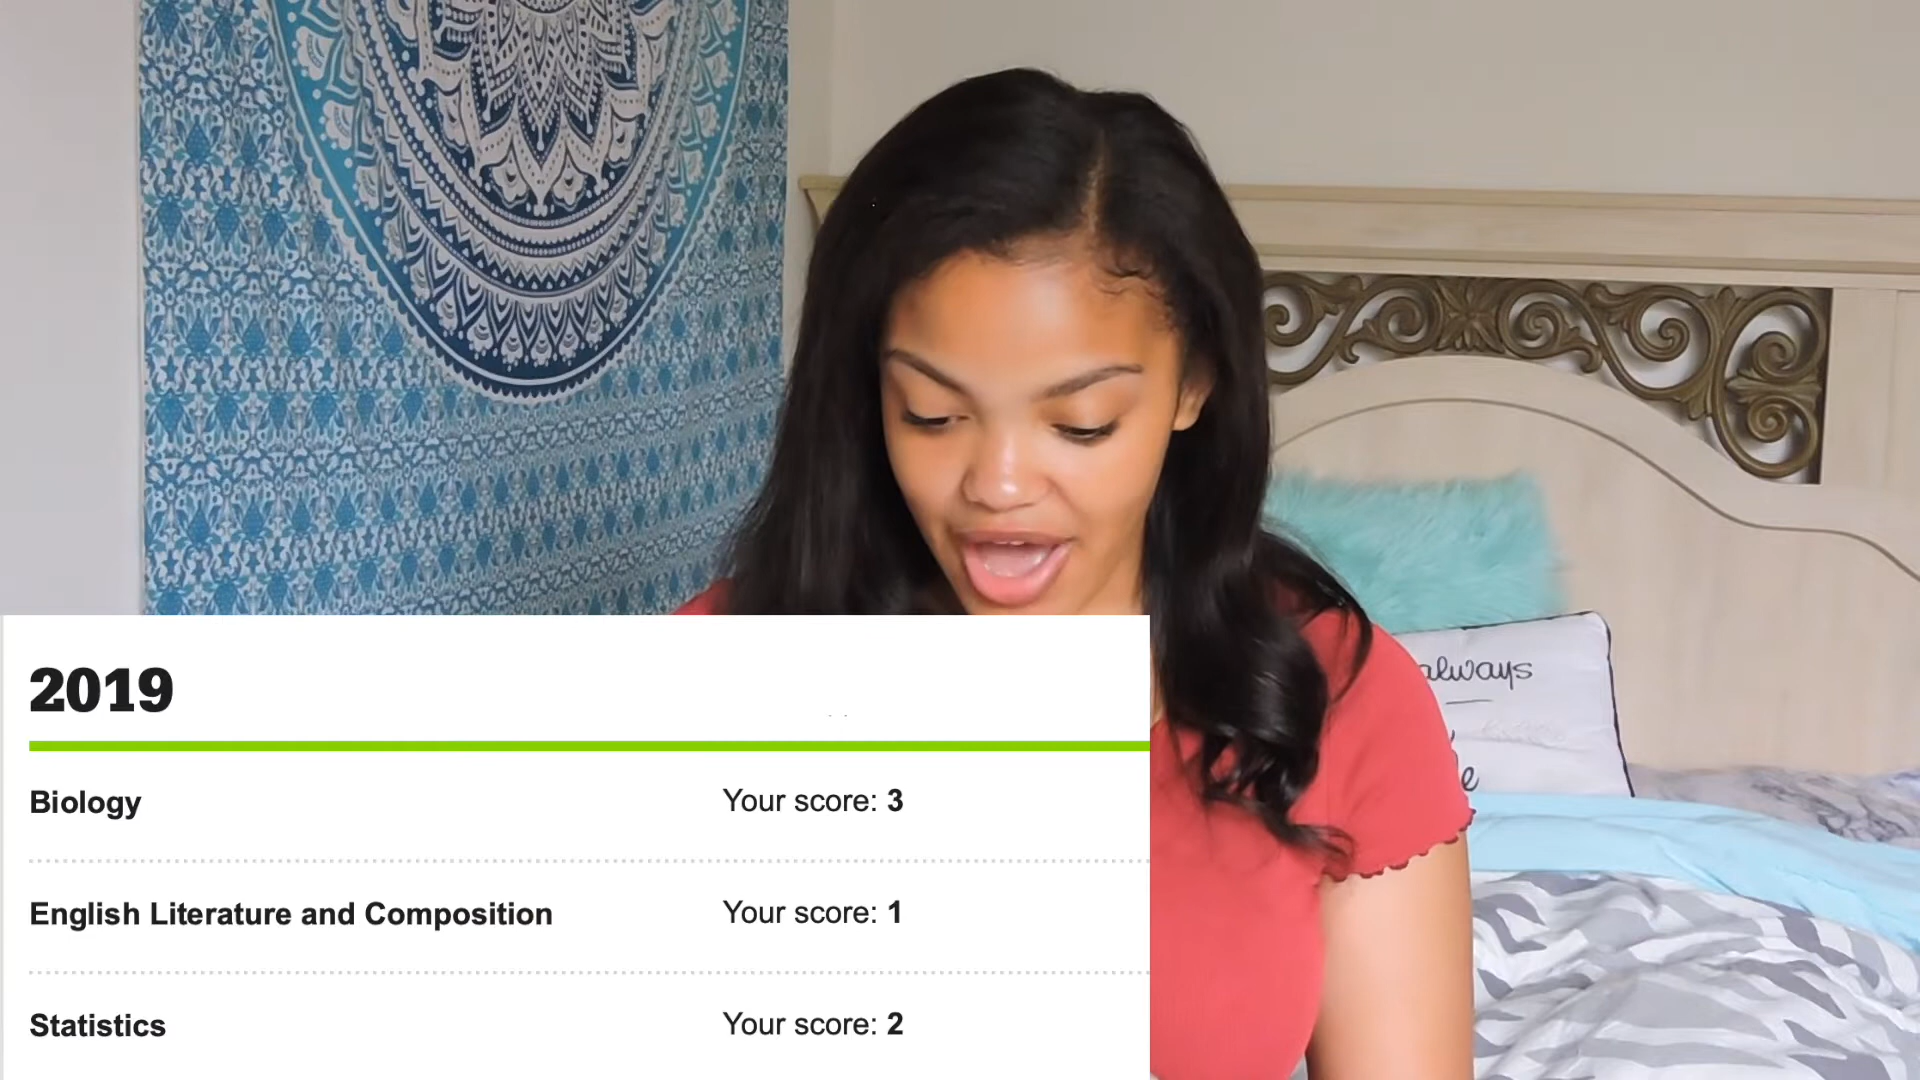 2019
Biology Your score: 3
English Literature and Composition Your score: 1
Statistics Your score: 2
always